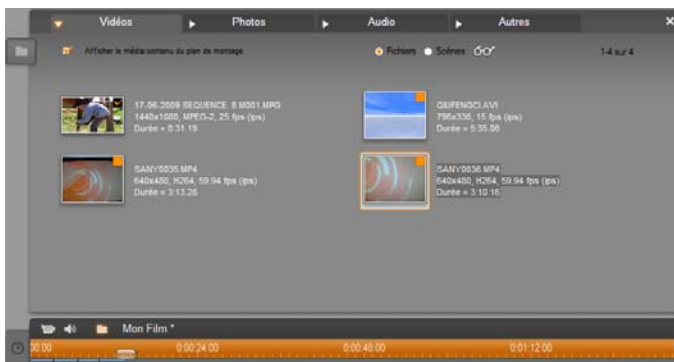 Vidéos Photos Audio Autres
Afficher le média/contenu du plan de montage Fichiers Scènes 1-4 sur 4
17-06-2009 SEQUENCE. 8 M001.MPG
1440x1080, MPEG-2, 25 fps (ips)
Durée = 8:31.19
QIUFENGCI.AVI
796x336, 15 fps (ips)
Durée = 5:35.08
SANY0035.MP4
640x480, H264, 59.94 fps (ips)
Durée = 3:13.26
SANY0036.MP4
640x480, H264, 59.94 fps (ips)
Durée = 3:10.16
Mon Film *
00.00 0:00:24.00 0:00:48.00 0:01:12.00